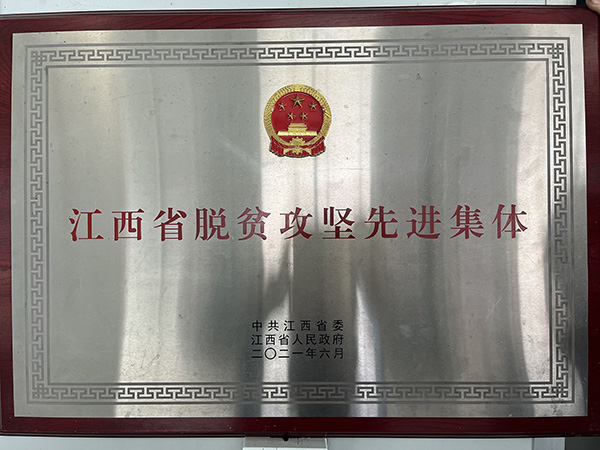 江西省脱贫攻坚先进集体
中共江西省委
江西省人民政府
二〇二一年六月